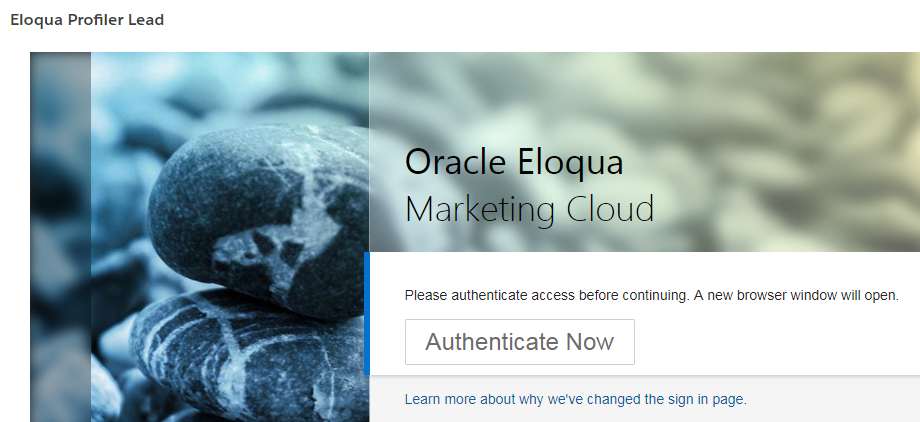 Eloqua Profiler Lead
Oracle Eloqua
Marketing Cloud
Please authenticate access before continuing. A new browser window will open.
Authenticate Now
Learn more about why we've changed the sign in page.